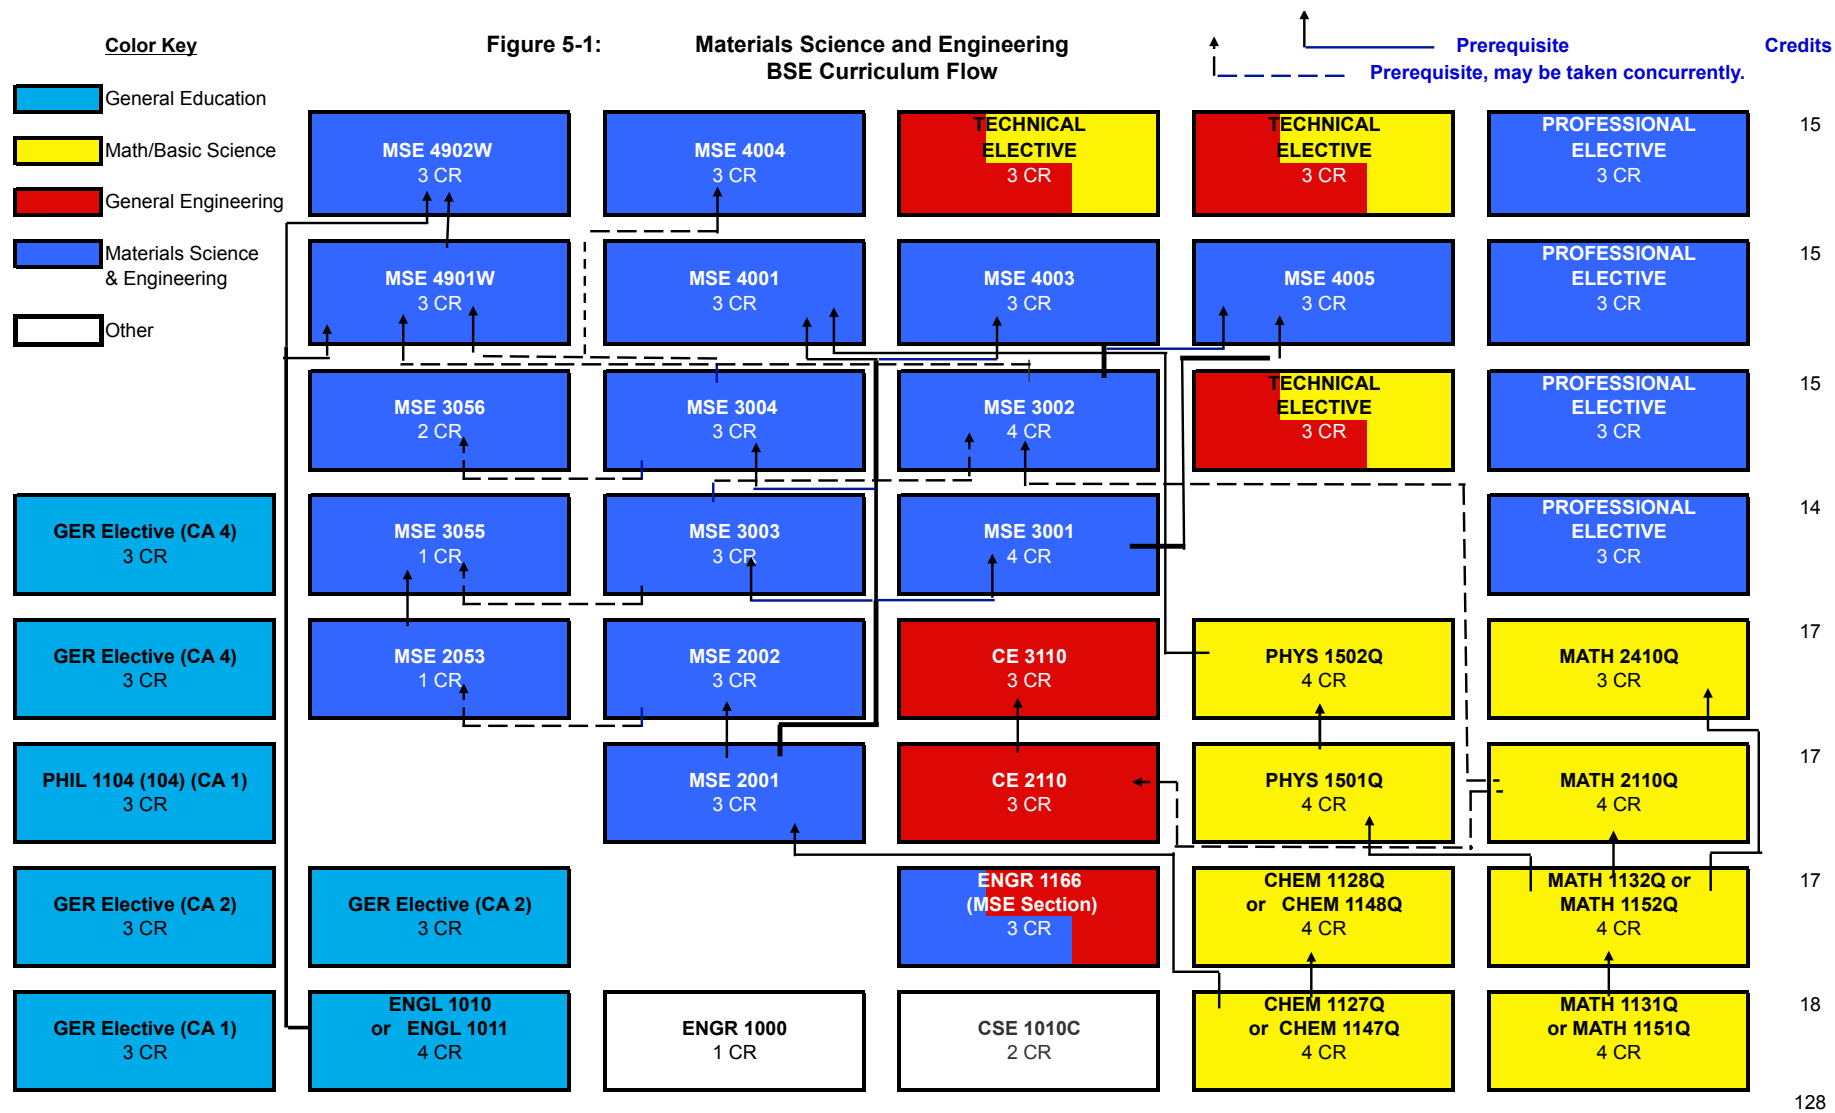 Color Key
Figure 5-1:
Materials Science and Engineering
BSE Curriculum Flow
Prerequisite
Prerequisite, may be taken concurrently.
Credits
General Education
Math/Basic Science
General Engineering
Materials Science
& Engineering
Other
MSE 4902W
3 CR
MSE 4004
3 CR
TECHNICAL
ELECTIVE
3 CR
TECHNICAL
ELECTIVE
3 CR
PROFESSIONAL
ELECTIVE
3 CR
15
MSE 4901W
3 CR
MSE 4001
3 CR
MSE 4003
3 CR
MSE 4005
3 CR
PROFESSIONAL
ELECTIVE
3 CR
15
MSE 3056
2 CR
MSE 3004
3 CR
MSE 3002
4 CR
TECHNICAL
ELECTIVE
3 CR
PROFESSIONAL
ELECTIVE
3 CR
15
GER Elective (CA 4)
3 CR
MSE 3055
1 CR
MSE 3003
3 CR
MSE 3001
4 CR
PROFESSIONAL
ELECTIVE
3 CR
14
GER Elective (CA 4)
3 CR
MSE 2053
1 CR
MSE 2002
3 CR
CE 3110
3 CR
PHYS 1502Q
4 CR
MATH 2410Q
3 CR
17
PHIL 1104 (104) (CA 1)
3 CR
MSE 2001
3 CR
CE 2110
3 CR
PHYS 1501Q
4 CR
MATH 2110Q
4 CR
17
GER Elective (CA 2)
3 CR
GER Elective (CA 2)
3 CR
ENGR 1166
(MSE Section)
3 CR
CHEM 1128Q
or CHEM 1148Q
4 CR
MATH 1132Q or
MATH 1152Q
4 CR
17
GER Elective (CA 1)
3 CR
ENGL 1010
or ENGL 1011
4 CR
ENGR 1000
1 CR
CSE 1010C
2 CR
CHEM 1127Q
or CHEM 1147Q
4 CR
MATH 1131Q
or MATH 1151Q
4 CR
18
128